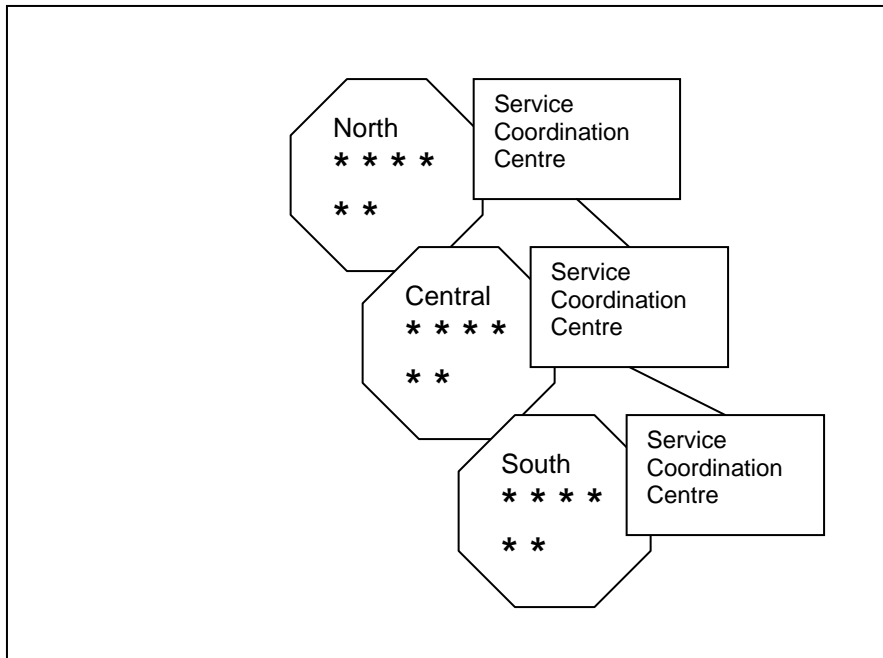 North
* * * *
* *
Service
Coordination
Centre
Central
* * * *
* *
Service
Coordination
Centre
South
* * * *
* *
Service
Coordination
Centre